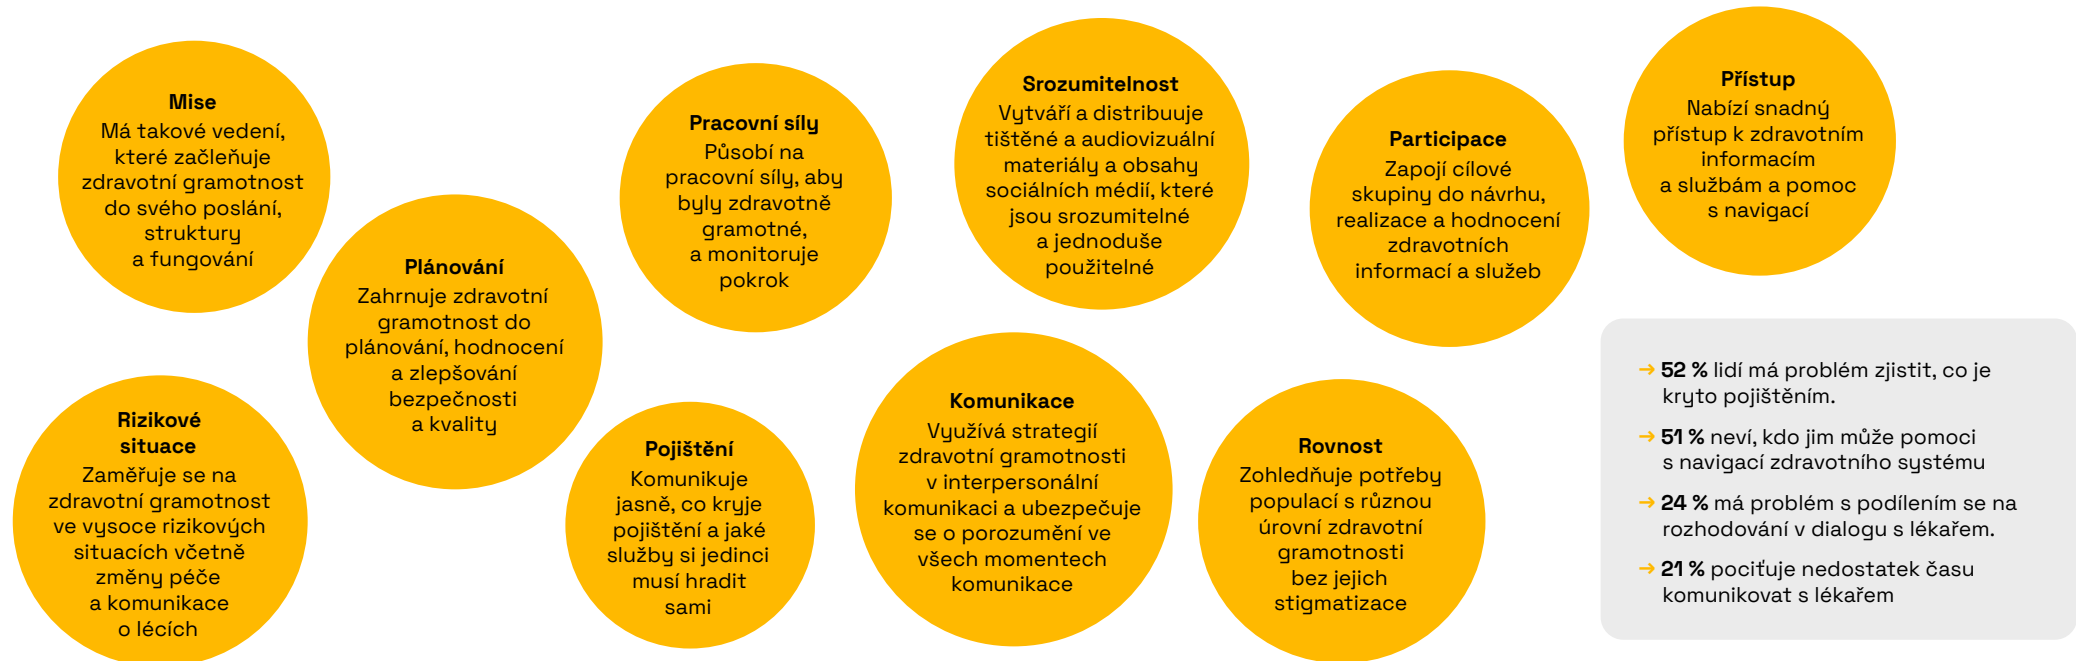 Mise
Má takové vedení,
které začleňuje
zdravotní gramotnost
do svého poslání,
struktury
a fungování
Plánování
Zahrnuje zdravotní
gramotnost do
plánování, hodnocení
a zlepšování
bezpečnosti
a kvality
Pracovní síly
Působí na
pracovní síly, aby
byly zdravotně
gramotné,
a monitoruje
pokrok
Srozumitelnost
Vytváří a distribuuje
tištěné a audiovizuální
materiály a obsahy
sociálních médií, které
jsou srozumitelné
a jednoduše
použitelné
Participace
Zapojí cílové
skupiny do návrhu,
realizace a hodnocení
zdravotních
informací a služeb
Přístup
Nabízí snadný
přístup k zdravotním
informacím
a službám a pomoc
s navigací
Rizikové
situace
Zaměřuje se na
zdravotní gramotnost
ve vysoce rizikových
situacích včetně
změny péče
a komunikace
o lécích
Pojištění
Komunikuje
jasně, co kryje
pojištění a jaké
služby si jedinci
musí hradit
sami
Komunikace
Využívá strategií
zdravotní gramotnosti
v interpersonální
komunikaci a ubezpečuje
se o porozumění ve
všech momentech
komunikace
Rovnost
Zohledňuje potřeby
populací s různou
úrovní zdravotní
gramotnosti
bez jejich
stigmatizace
→ 52 % lidí má problém zjistit, co je
kryto pojištěním.
→ 51 % neví, kdo jim může pomoci
s navigací zdravotního systému
→ 24 % má problém s podílením se na
rozhodování v dialogu s lékařem.
→ 21 % pociťuje nedostatek času
komunikovat s lékařem